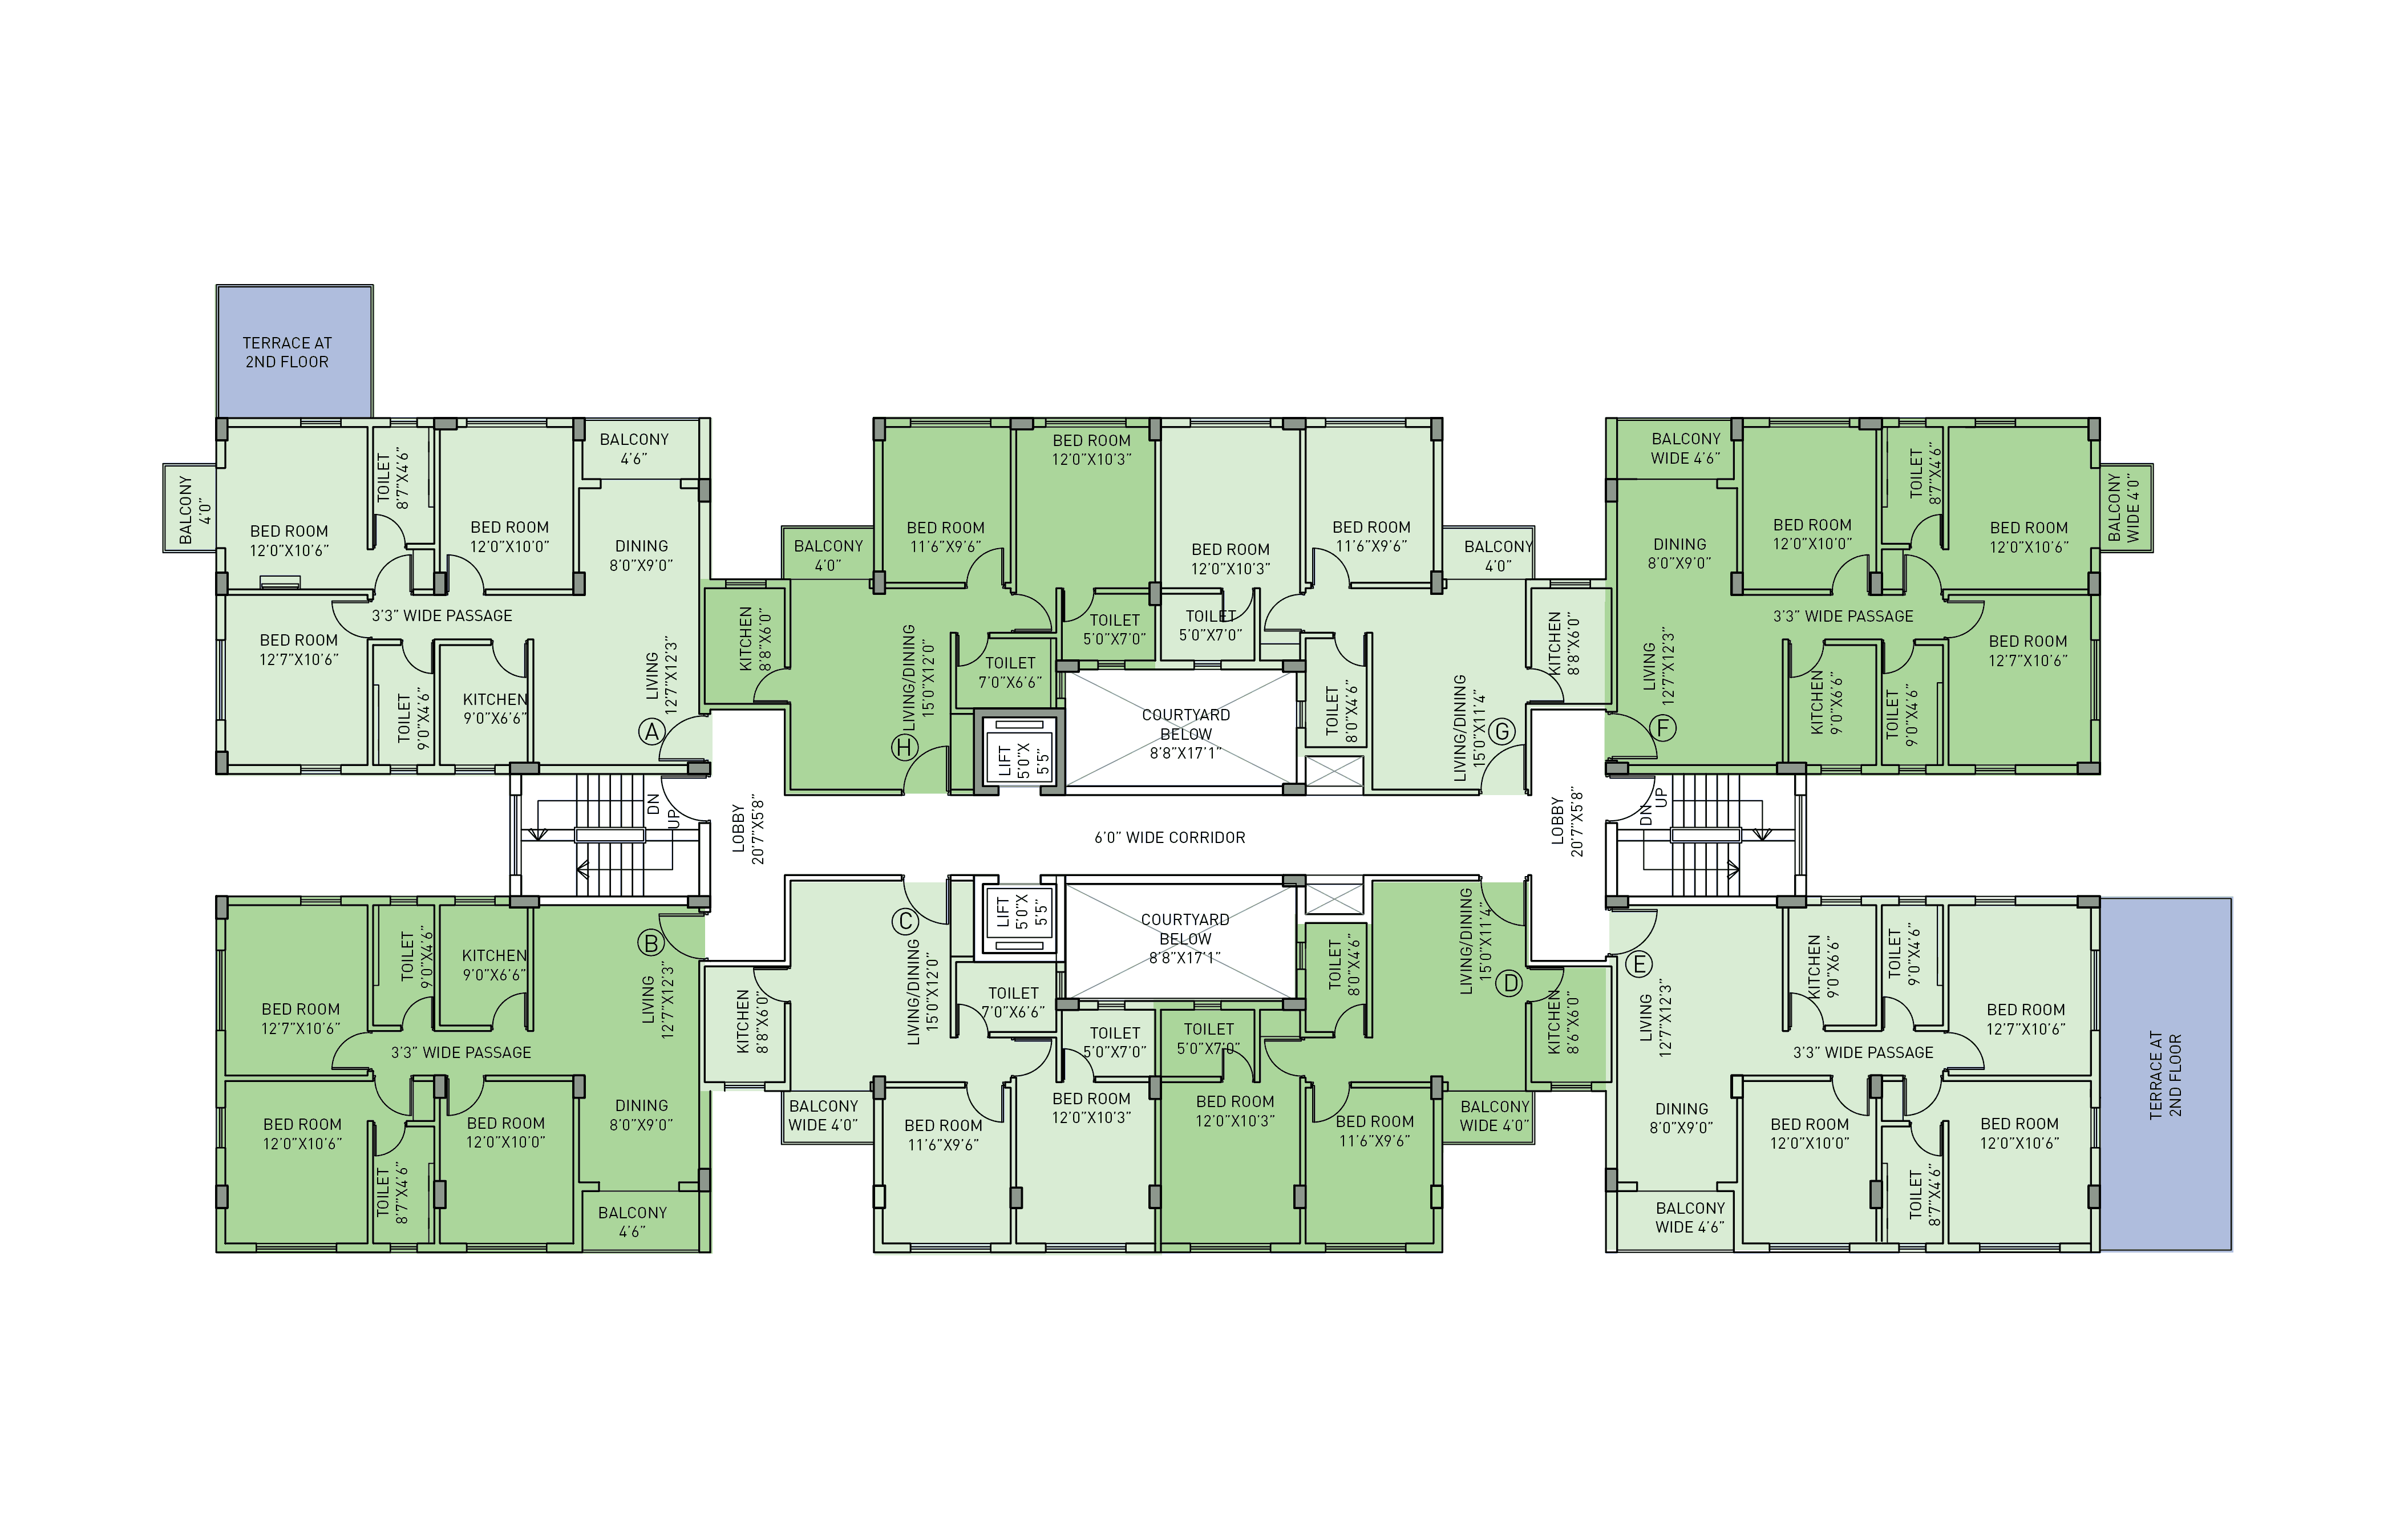 TERRACE AT
2ND FLOOR
BALCONY
4'0"
BED ROOM
12'0"X10'6"
TOILET
8'7"X4'6"
BED ROOM
12'0"X10'0"
BALCONY
4'6"
DINING
8'0"X9'0"
3'3" WIDE PASSAGE
BED ROOM
12'7"X10'6"
TOILET
9'0"X4'6"
KITCHEN
9'0"X6'6"
LIVING
12'7"X12'3"
A
KITCHEN
8'8"X6'0"
BALCONY
4'0"
BED ROOM
11'6"X9'6"
BED ROOM
12'0"X10'3"
TOILET
5'0"X7'0"
TOILET
7'0"X6'6"
LIVING/DINING
15'0"X12'0"
H
LIFT
5'0"X
5'5"
COURTYARD
BELOW
8'8"X17'1"
BED ROOM
12'0"X10'3"
BED ROOM
11'6"X9'6"
TOILET
5'0"X7'0"
TOILET
8'0"X4'6"
BALCONY
4'0"
LIVING/DINING
15'0"X11'4"
G
KITCHEN
8'8"X6'0"
BALCONY
WIDE 4'6"
DINING
8'0"X9'0"
BED ROOM
12'0"X10'0"
TOILET
8'7"X4'6"
BED ROOM
12'0"X10'6"
BALCONY
WIDE 4'0"
3'3" WIDE PASSAGE
LIVING
12'7"X12'3"
F
KITCHEN
9'0"X6'6"
TOILET
9'0"X4'6"
BED ROOM
12'7"X10'6"
DN
UP
LOBBY
20'7"X5'8"
6'0" WIDE CORRIDOR
LOBBY
20'7"X5'8"
DN
UP
BED ROOM
12'7"X10'6"
TOILET
9'0"X4'6"
KITCHEN
9'0"X6'6"
B
LIVING
12'7"X12'3"
3'3" WIDE PASSAGE
BED ROOM
12'0"X10'6"
TOILET
8'7"X4'6"
BED ROOM
12'0"X10'0"
DINING
8'0"X9'0"
BALCONY
4'6"
KITCHEN
8'8"X6'0"
C
LIVING/DINING
15'0"X12'0"
LIFT
5'0"X
5'5"
TOILET
7'0"X6'6"
TOILET
5'0"X7'0"
BALCONY
WIDE 4'0"
BED ROOM
11'6"X9'6"
BED ROOM
12'0"X10'3"
COURTYARD
BELOW
8'8"X17'1"
TOILET
5'0"X7'0"
TOILET
8'0"X4'6"
LIVING/DINING
15'0"X11'4"
D
KITCHEN
8'6"X6'0"
BED ROOM
12'0"X10'3"
BED ROOM
11'6"X9'6"
BALCONY
WIDE 4'0"
E
LIVING
12'7"X12'3"
KITCHEN
9'0"X6'6"
TOILET
9'0"X4'6"
BED ROOM
12'7"X10'6"
3'3" WIDE PASSAGE
DINING
8'0"X9'0"
BED ROOM
12'0"X10'0"
TOILET
8'7"X4'6"
BED ROOM
12'0"X10'6"
BALCONY
WIDE 4'6"
TERRACE AT
2ND FLOOR